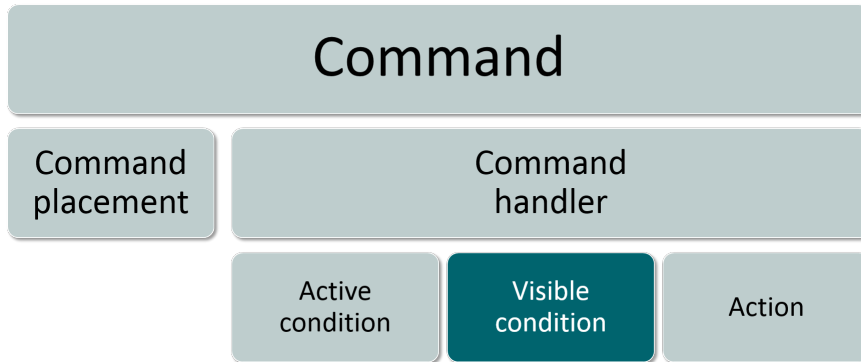 Command
Command
placement
Command
handler
Active
condition
Visible
condition
Action